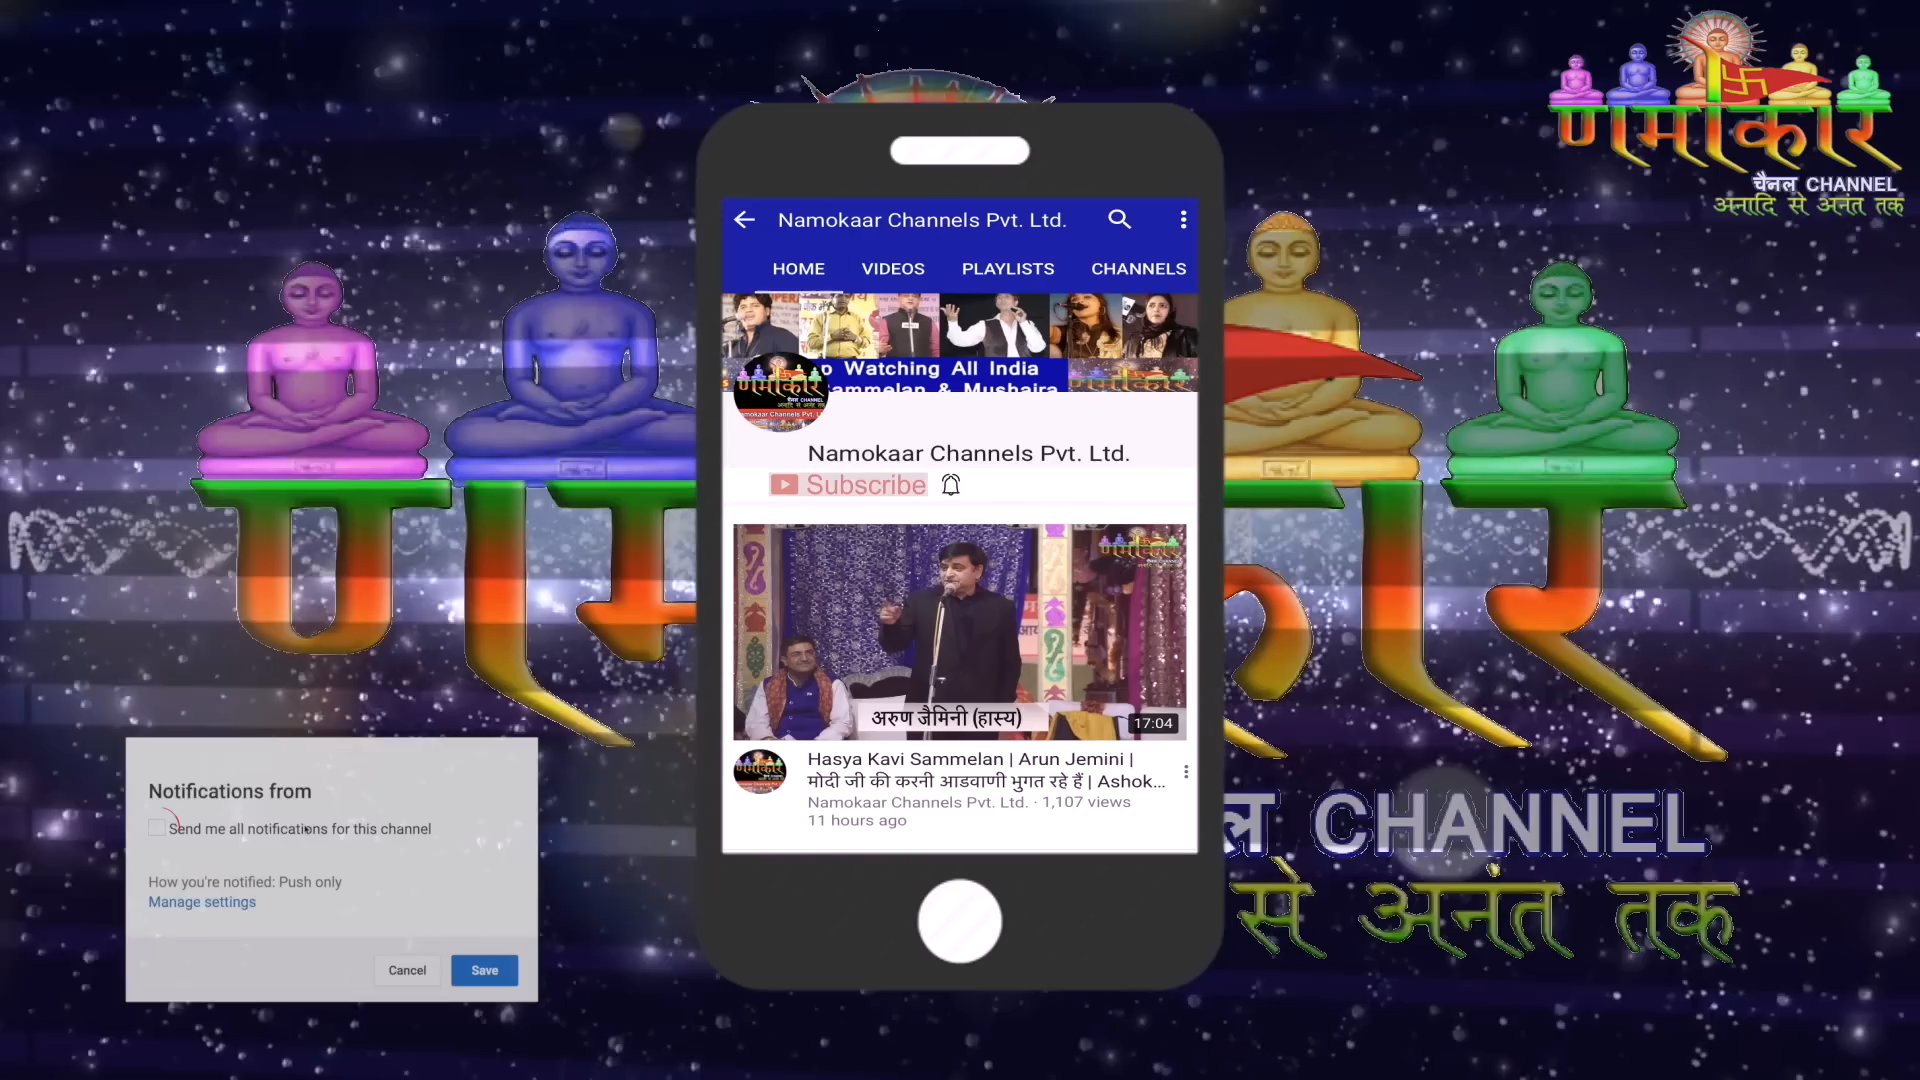 णमोकार
चैनल CHANNEL
अनादि से अनंत तक
Namokaar Channels Pvt. Ltd.
HOME VIDEOS PLAYLISTS CHANNELS
Watching All India
Sammelan & Mushaira
णमोकार
Namokaar Channels Pvt. Ltd.
Subscribe
अरुण जैमिनी (हास्य)
17:04
Hasya Kavi Sammelan | Arun Jemini |
मोदी जी की करनी आडवाणी भुगत रहे हैं | Ashok...
Namokaar Channels Pvt. Ltd. · 1,107 views
11 hours ago
CHANNEL
से अनंत तक
Notifications from
Send me all notifications for this channel
How you're notified: Push only
Manage settings
Cancel Save